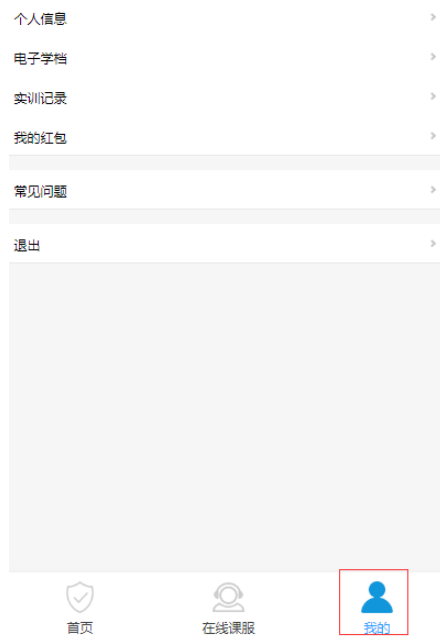 个人信息
电子学档
实训记录
我的红包
常见问题
退出
首页
在线课服
我的